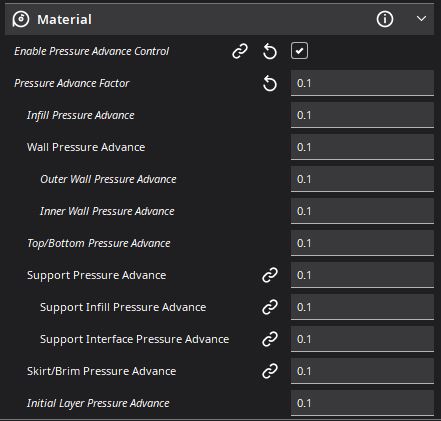 Material
Enable Pressure Advance Control
Pressure Advance Factor 0.1
Infill Pressure Advance 0.1
Wall Pressure Advance 0.1
Outer Wall Pressure Advance 0.1
Inner Wall Pressure Advance 0.1
Top/Bottom Pressure Advance 0.1
Support Pressure Advance 0.1
Support Infill Pressure Advance 0.1
Support Interface Pressure Advance 0.1
Skirt/Brim Pressure Advance 0.1
Initial Layer Pressure Advance 0.1